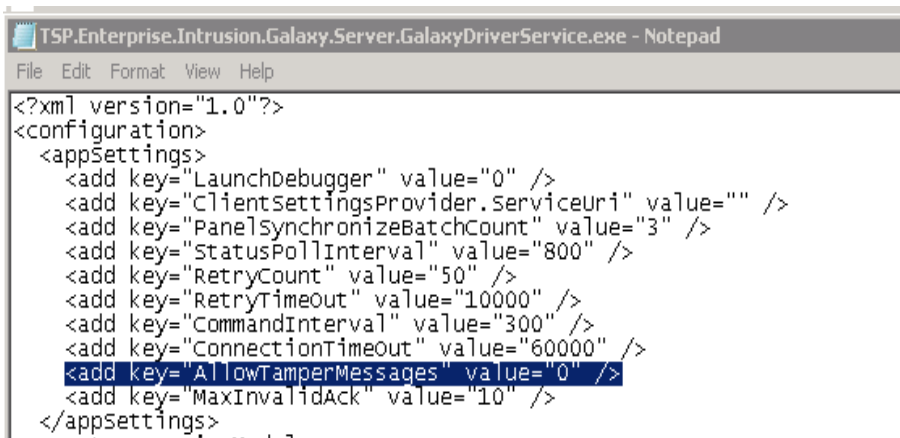 TSP.Enterprise.Intrusion.Galaxy.Server.GalaxyDriverService.exe - Notepad
File Edit Format View Help
<?xml version="1.0"?>
<configuration>
<appSettings>
<add key="LaunchDebugger" value="0" />
<add key="ClientSettingsProvider.ServiceUri" value="" />
<add key="PanelSynchronizeBatchCount" value="3" />
<add key="StatusPollInterval" value="800" />
<add key="RetryCount" value="50" />
<add key="RetryTimeOut" value="10000" />
<add key="CommandInterval" value="300" />
<add key="ConnectionTimeOut" value="60000" />
<add key="AllowTamperMessages" value="0" />
<add key="MaxInvalidAck" value="10" />
</appSettings>